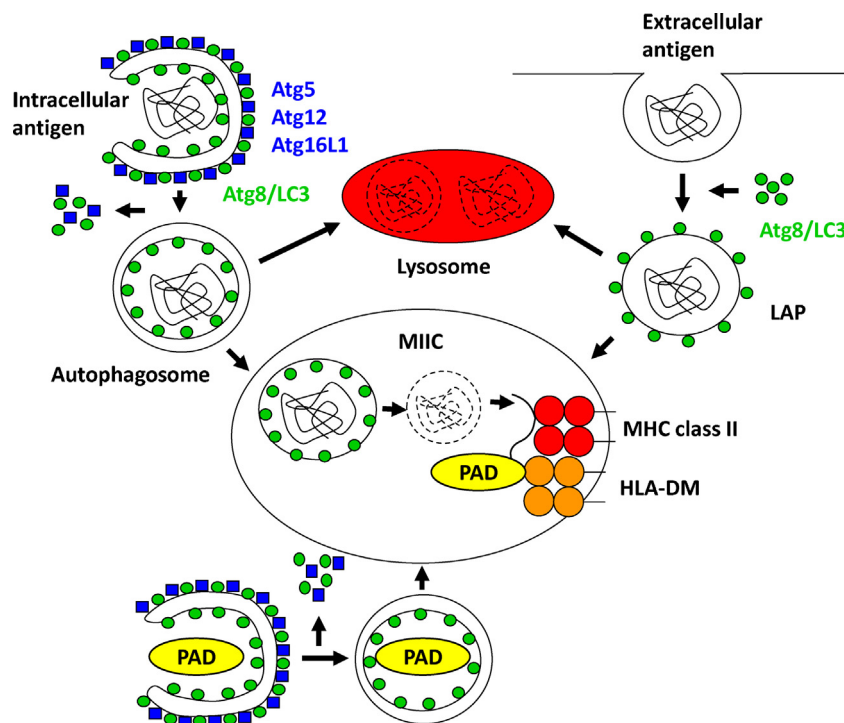 Extracellular
antigen
Intracellular
antigen
Atg5
Atg12
Atg16L1
Atg8/LC3
Lysosome
Atg8/LC3
LAP
Autophagosome
MIIC
MHC class II
PAD
HLA-DM
PAD
PAD